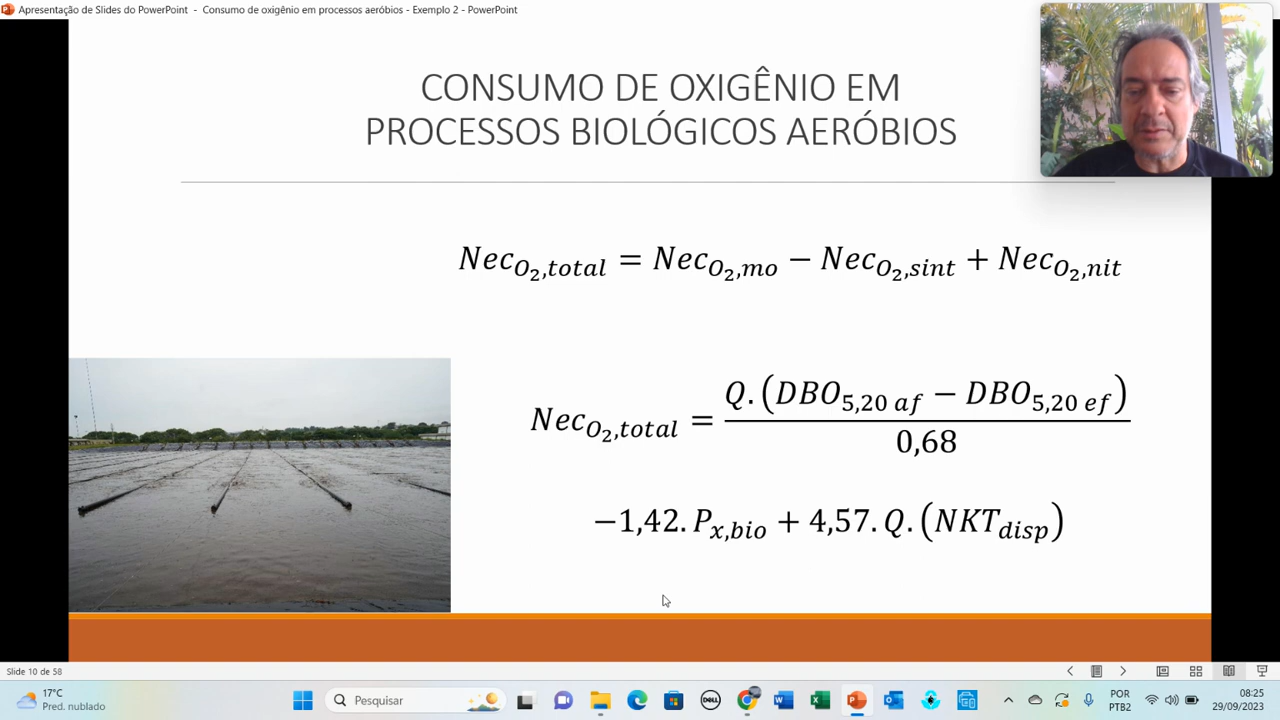 Apresentação de Slides do PowerPoint - Consumo de oxigênio em processos aeróbios - Exemplo 2 - PowerPoint
CONSUMO DE OXIGÊNIO EM
PROCESSOS BIOLÓGICOS AERÓBIOS
Nec_{O_2,total} = Nec_{O_2,mo} − Nec_{O_2,sint} + Nec_{O_2,nit}
Nec_{O_2,total} = \frac{Q.(DBO_{5,20 af} − DBO_{5,20 ef})}{0,68}
−1,42. P_{x,bio} + 4,57. Q. (NKT_{disp})
Slide 10 de 58
17°C
Pred. nublado
Pesquisar
DELL
POR
PTB2
08:25
29/09/2023